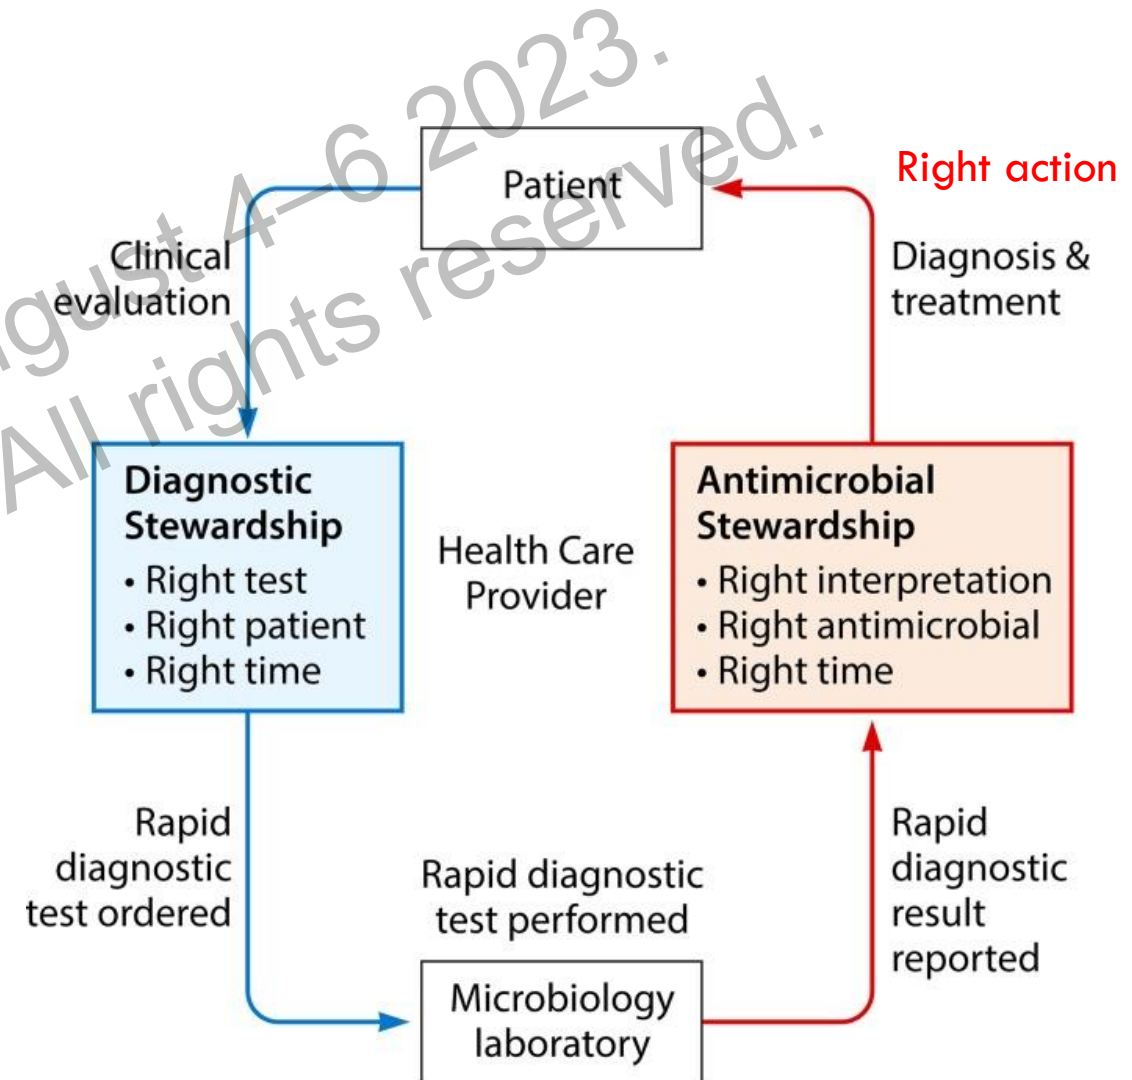 August 4–6 2023.
All rights reserved.
Patient
Right action
Clinical
evaluation
Diagnosis &
treatment
Diagnostic
Stewardship
• Right test
• Right patient
• Right time
Health Care
Provider
Antimicrobial
Stewardship
• Right interpretation
• Right antimicrobial
• Right time
Rapid
diagnostic
test ordered
Rapid diagnostic
test performed
Rapid
diagnostic
result
reported
Microbiology
laboratory